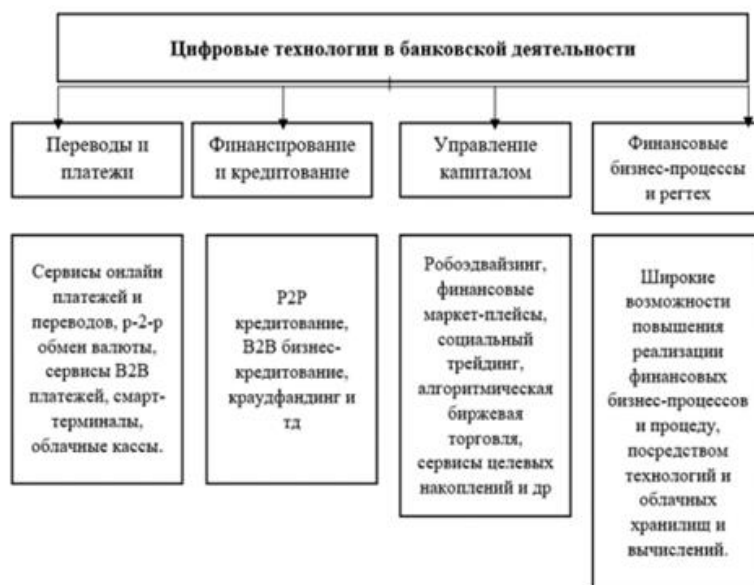 Цифровые технологии в банковской деятельности
Переводы и
платежи
Финансирование
и кредитование
Управление
капиталом
Финансовые
бизнес-процессы
и регтех
Сервисы онлайн
платежей и
переводов, р-2-р
обмен валюты,
сервисы B2B
платежей, смарт-
терминалы,
облачные кассы.
P2P
кредитование,
B2B бизнес-
кредитование,
краудфандинг и
тд
Робоэдвайзинг,
финансовые
маркет-плейсы,
социальный
трейдинг,
алгоритмическая
биржевая
торговля,
сервисы целевых
накоплений и др
Широкие
возможности
повышения
реализации
финансовых
бизнес-процессов
и процеду,
посредством
технологий и
облачных
хранилищ и
вычислений.